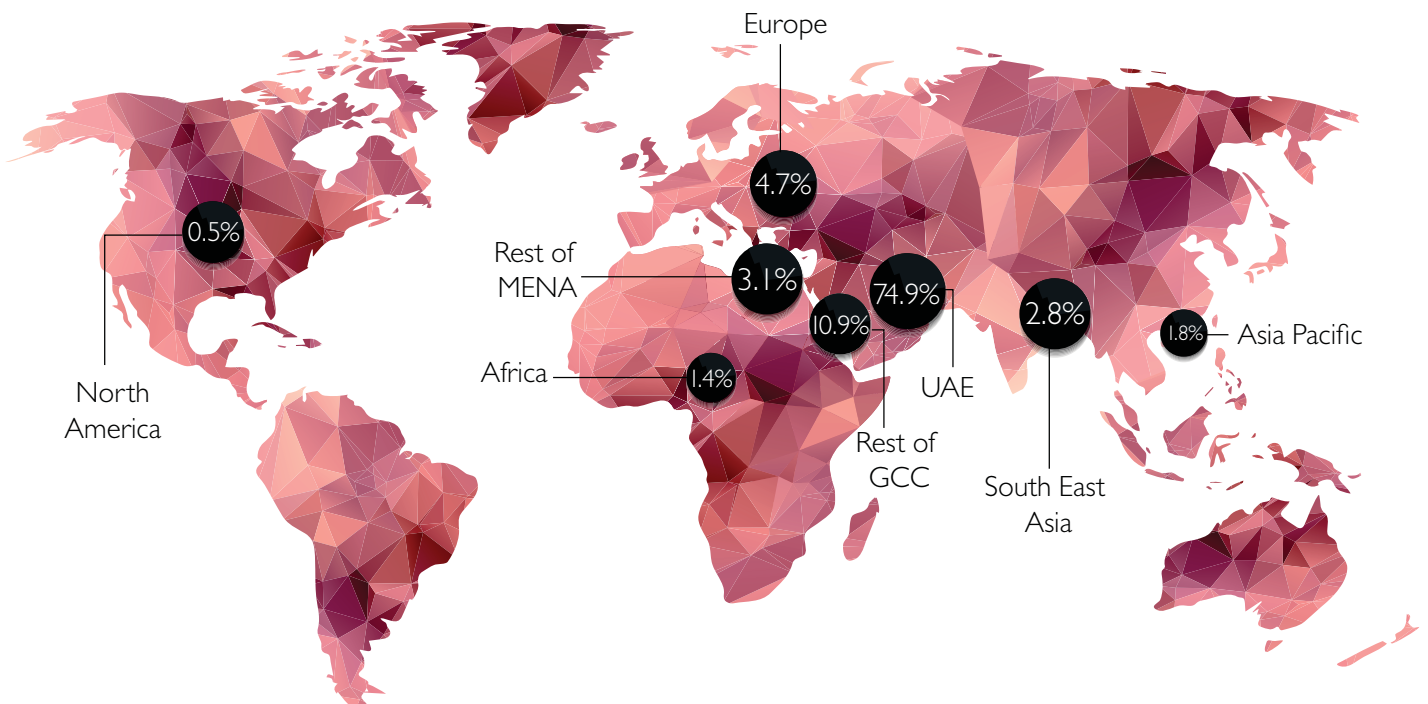 Europe
4.7%
0.5%
Rest of
MENA
3.1%
74.9%
10.9%
2.8%
1.8%
Asia Pacific
Africa
1.4%
UAE
North
America
Rest of
GCC
South East
Asia